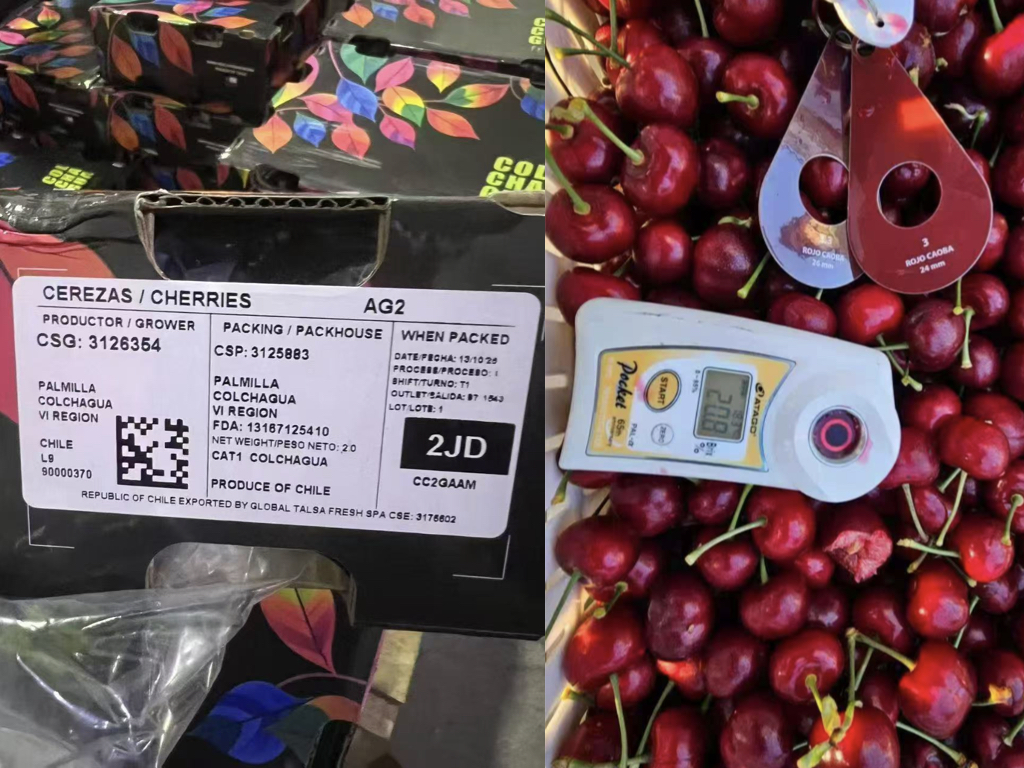 COL
CHA
CEREZAS / CHERRIES AG2
PRODUCTOR / GROWER
CSG: 3126354
PALMILLA
COLCHAGUA
VI REGION
CHILE
L9
90000370
PACKING / PACKHOUSE
CSP: 3125883
PALMILLA
COLCHAGUA
VI REGION
FDA: 13167125410
NET WEIGHT/PESO NETO: 2.0
CAT1 COLCHAGUA
PRODUCE OF CHILE
WHEN PACKED
DATE/FECHA: 13/10/25
PROCESS/PROCESO: 1
SHIFT/TURNO: T1
OUTLET/SALIDA: 97 1543
LOT/LOTE: 1
2JD
CC2GAAM
REPUBLIC OF CHILE EXPORTED BY GLOBAL TALSA FRESH SPA CSE: 3176602
ROJO CAOBA
24 mm
3
ROJO CAOBA
24 mm
Pocket
START
ZERO
20.8
Brix
%
ATAGO